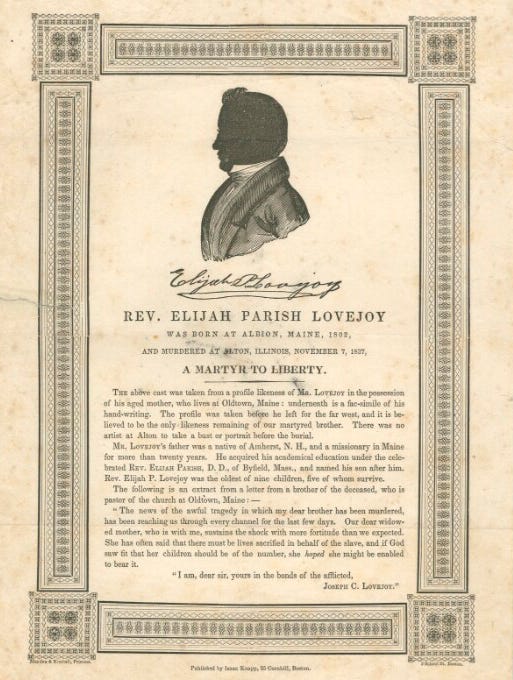 Elijah P. Lovejoy
REV. ELIJAH PARISH LOVEJOY
WAS BORN AT ALBION, MAINE, 1802,
AND MURDERED AT ALTON, ILLINOIS, NOVEMBER 7, 1837,
A MARTYR TO LIBERTY.
THE above cast was taken from a profile likeness of MR. LOVEJOY in the possession
of his aged mother, who lives at Oldtown, Maine: underneath is a fac-simile of his
hand-writing. The profile was taken before he left for the far west, and it is be-
lieved to be the only likeness remaining of our martyred brother. There was no
artist at Alton to take a bust or portrait before the burial.
MR. LOVEJOY's father was a native of Amherst, N. H., and a missionary in Maine
for more than twenty years. He acquired his academical education under the cele-
brated REV. ELIJAH PARISH, D. D., of Byfield, Mass., and named his son after him.
Rev. Elijah P. Lovejoy was the oldest of nine children, five of whom survive.
The following is an extract from a letter from a brother of the deceased, who is
pastor of the church at Oldtown, Maine:—
"The news of the awful tragedy in which my dear brother has been murdered,
has been reaching us through every channel for the last few days. Our dear widow-
ed mother, who is with me, sustains the shock with more fortitude than we expected.
She has often said that there must be lives sacrified in behalf of the slave, and if God
saw fit that her children should be of the number, she hoped she might be enabled
to bear it.
"I am, dear sir, yours in the bonds of the afflicted,
JOSEPH C. LOVEJOY."
Kendall, Printers,
Boston.
Published by Isaac Knapp, 25 Cornhill, Boston.